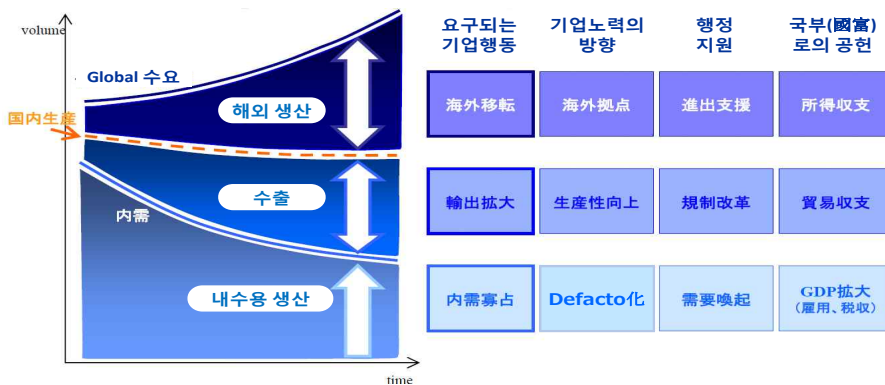 volume
Global 수요
国内生産
해외 생산
수출
内需
내수용 생산
time
요구되는
기업행동
기업노력의
방향
행정
지원
국부(國富)
로의 공헌
海外移転
海外拠点
進出支援
所得収支
輸出拡大
生産性向上
規制改革
貿易収支
内需寡占
Defacto化
需要喚起
GDP拡大
(雇用、税収)